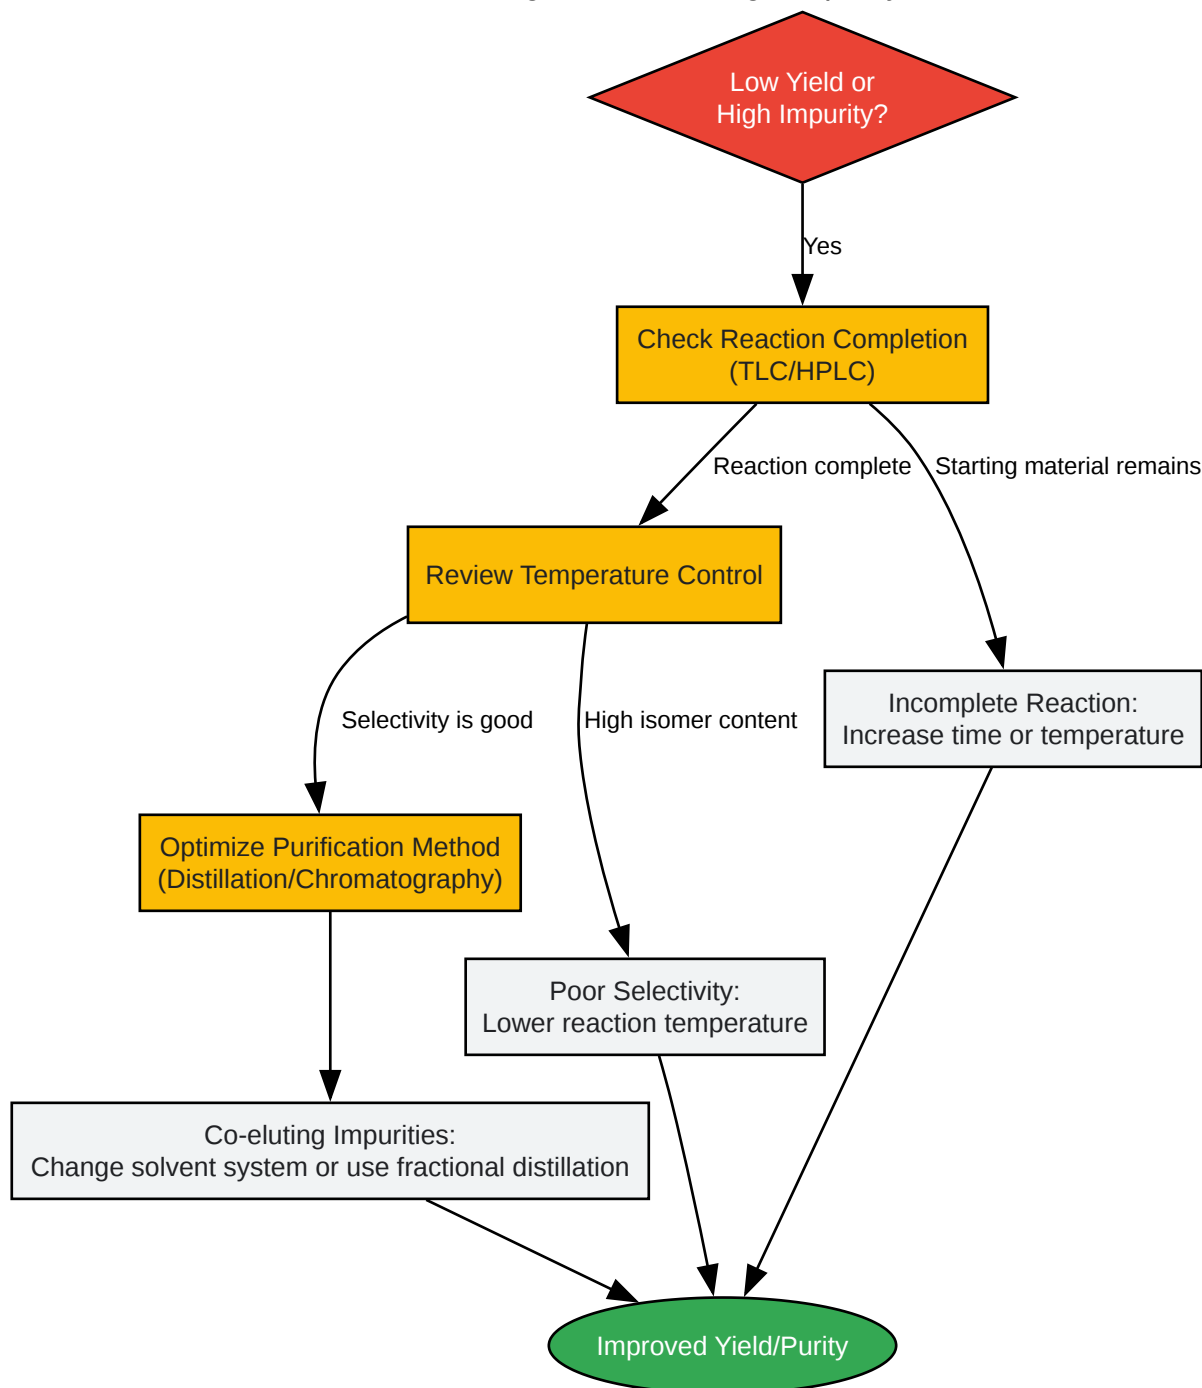 Low Yield or
High Impurity?
Yes
Check Reaction Completion
(TLC/HPLC)
Reaction complete
Starting material remains
Review Temperature Control
Incomplete Reaction:
Increase time or temperature
Selectivity is good
High isomer content
Optimize Purification Method
(Distillation/Chromatography)
Poor Selectivity:
Lower reaction temperature
Co-eluting Impurities:
Change solvent system or use fractional distillation
Improved Yield/Purity